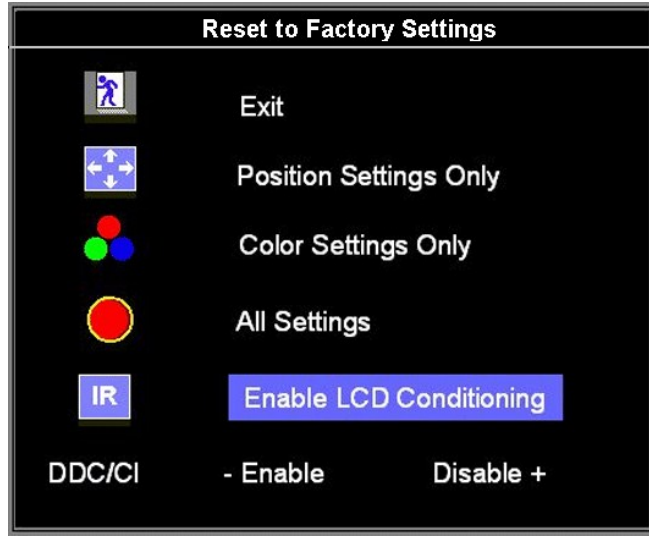 Reset to Factory Settings
Exit
Position Settings Only
Color Settings Only
All Settings
IR Enable LCD Conditioning
DDC/CI - Enable Disable +